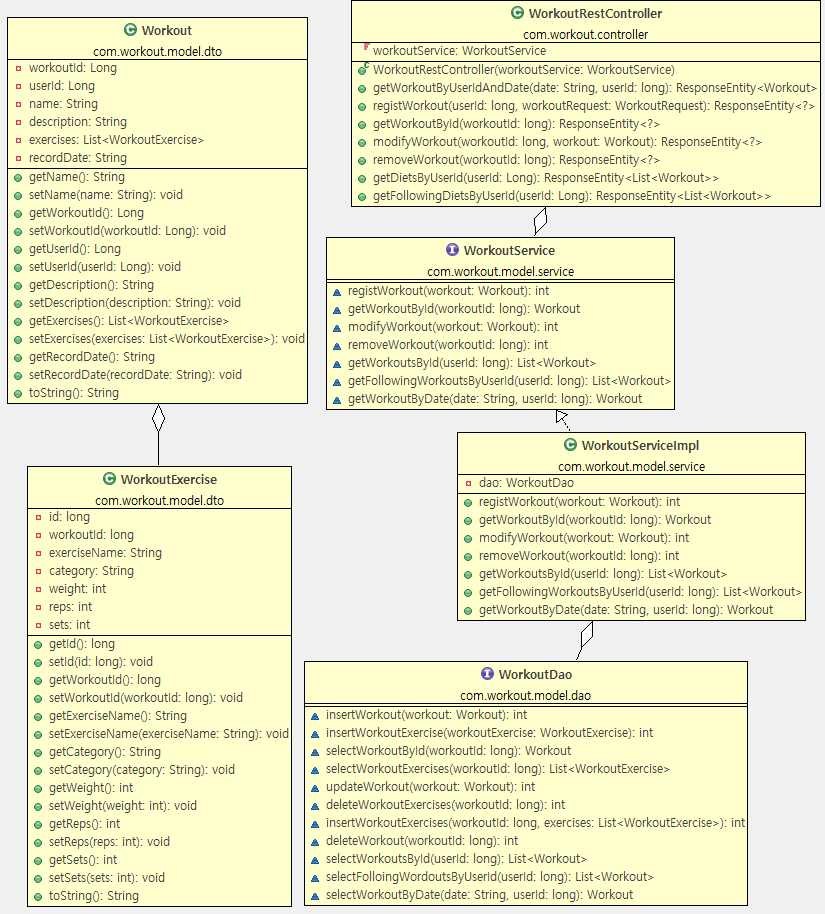 Workout
com.workout.model.dto
workoutId: Long
userId: Long
name: String
description: String
exercises: List<WorkoutExercise>
recordDate: String
getName(): String
setName(name: String): void
getWorkoutId(): Long
setWorkoutId(workoutId: Long): void
getUserId(): Long
setUserId(userId: Long): void
getDescription(): String
setDescription(description: String): void
getExercises(): List<WorkoutExercise>
setExercises(exercises: List<WorkoutExercise>): void
getRecordDate(): String
setRecordDate(recordDate: String): void
toString(): String
WorkoutExercise
com.workout.model.dto
id: long
workoutId: long
exerciseName: String
category: String
weight: int
reps: int
sets: int
getId(): long
setId(id: long): void
getWorkoutId(): long
setWorkoutId(workoutId: long): void
getExerciseName(): String
setExerciseName(exerciseName: String): void
getCategory(): String
setCategory(category: String): void
getWeight(): int
setWeight(weight: int): void
getReps(): int
setReps(reps: int): void
getSets(): int
setSets(sets: int): void
toString(): String
WorkoutRestController
com.workout.controller
workoutService: WorkoutService
WorkoutRestController(workoutService: WorkoutService)
getWorkoutByUserIdAndDate(date: String, userId: long): ResponseEntity<Workout>
registWorkout(userId: long, workoutRequest: WorkoutRequest): ResponseEntity<?>
getWorkoutById(workoutId: long): ResponseEntity<?>
modifyWorkout(workoutId: long, workout: Workout): ResponseEntity<?>
removeWorkout(workoutId: long): ResponseEntity<?>
getDietsByUserId(userId: Long): ResponseEntity<List<Workout>>
getFollowingDietsByUserId(userId: Long): ResponseEntity<List<Workout>>
WorkoutService
com.workout.model.service
registWorkout(workout: Workout): int
getWorkoutById(workoutId: long): Workout
modifyWorkout(workout: Workout): int
removeWorkout(workoutId: long): int
getWorkoutsById(userId: long): List<Workout>
getFollowingWorkoutsByUserId(userId: long): List<Workout>
getWorkoutByDate(date: String, userId: long): Workout
WorkoutServiceImpl
com.workout.model.service
dao: WorkoutDao
registWorkout(workout: Workout): int
getWorkoutById(workoutId: long): Workout
modifyWorkout(workout: Workout): int
removeWorkout(workoutId: long): int
getWorkoutsById(userId: long): List<Workout>
getFollowingWorkoutsByUserId(userId: long): List<Workout>
getWorkoutByDate(date: String, userId: long): Workout
WorkoutDao
com.workout.model.dao
insertWorkout(workout: Workout): int
insertWorkoutExercise(workoutExercise: WorkoutExercise): int
selectWorkoutById(workoutId: long): Workout
selectWorkoutExercises(workoutId: long): List<WorkoutExercise>
updateWorkout(workout: Workout): int
deleteWorkoutExercises(workoutId: long): int
insertWorkoutExercises(workoutId: long, exercises: List<WorkoutExercise>): int
deleteWorkout(workoutId: long): int
selectWorkoutsById(userId: long): List<Workout>
selectFolloingWordoutsByUserId(userId: long): List<Workout>
selectWorkoutByDate(date: String, userId: long): Workout